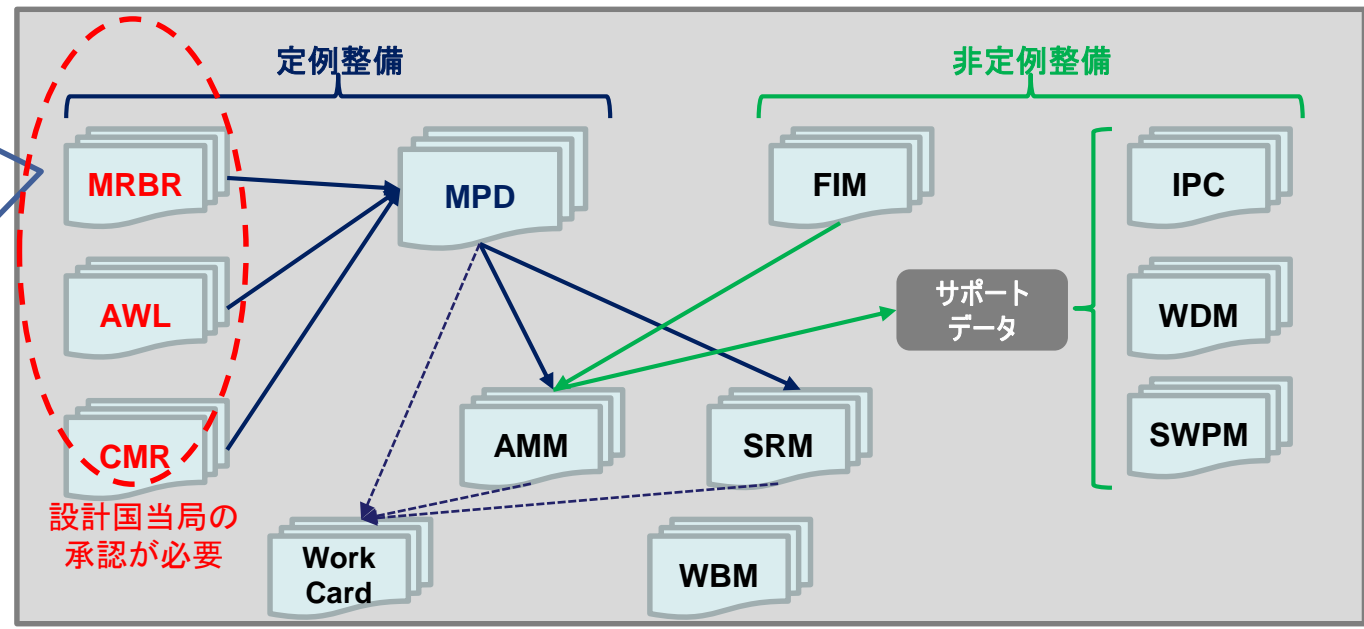 定例整備
非定例整備
MRBR
MPD
FIM
IPC
AWL
サポート
データ
WDM
CMR
AMM
SRM
SWPM
設計国当局の
承認が必要
Work
Card
WBM